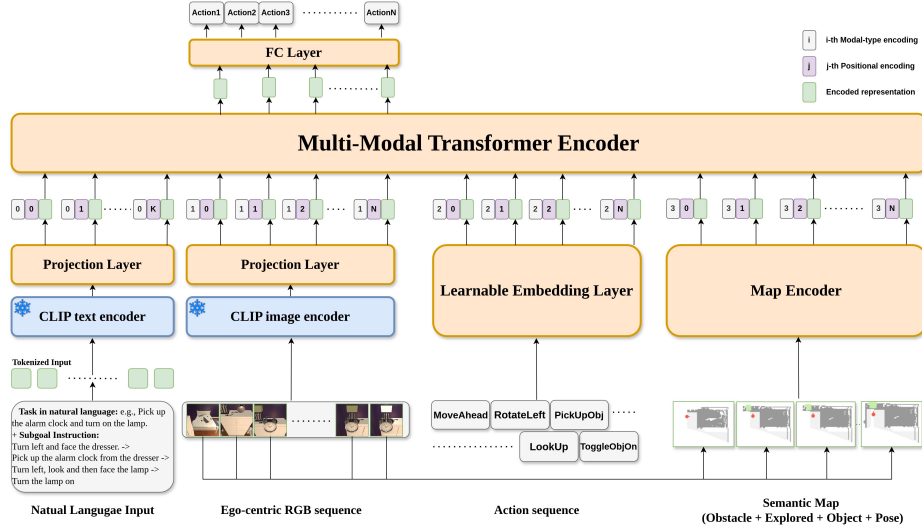 Action1 Action2 Action3 ·········· ActionN
FC Layer
i i-th Modal-type encoding
j j-th Positional encoding
Encoded representation
Multi-Modal Transformer Encoder
0 0 0 1 0 K 1 0 1 1 1 2 1 N 2 0 2 1 2 2 2 N 3 0 3 1 3 2 3 N
Projection Layer
Projection Layer
Learnable Embedding Layer
Map Encoder
CLIP text encoder
CLIP image encoder
Tokenized Input
Task in natural language: e.g., Pick up
the alarm clock and turn on the lamp.
+ Subgoal Instruction:
Turn left and face the dresser. ->
Pick up the alarm clock from the dresser ->
Turn left, look and then face the lamp ->
Turn the lamp on
MoveAhead RotateLeft PickUpObj ·····
········· LookUp ToggleObjOn
Natual Langugae Input
Ego-centric RGB sequence
Action sequence
Semantic Map
(Obstacle + Explored + Object + Pose)